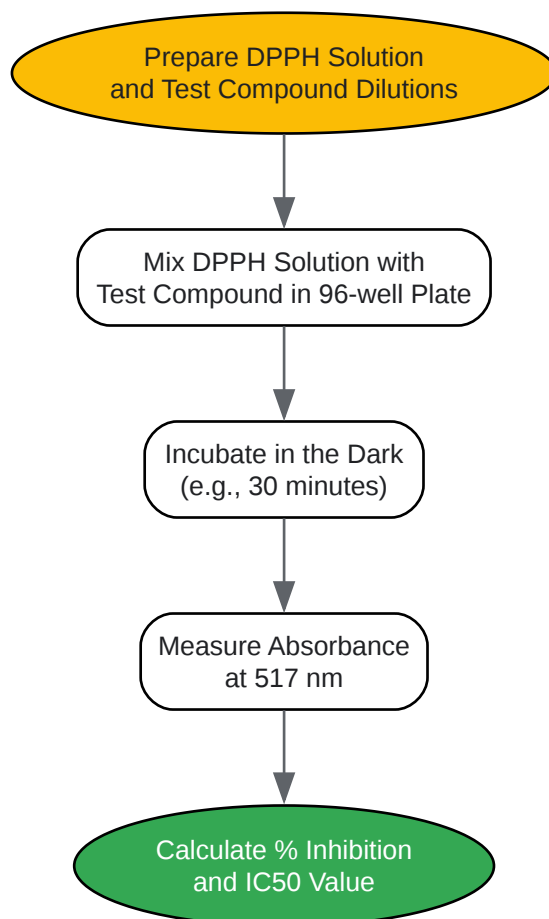 Prepare DPPH Solution
and Test Compound Dilutions
Mix DPPH Solution with
Test Compound in 96-well Plate
Incubate in the Dark
(e.g., 30 minutes)
Measure Absorbance
at 517 nm
Calculate % Inhibition
and IC50 Value